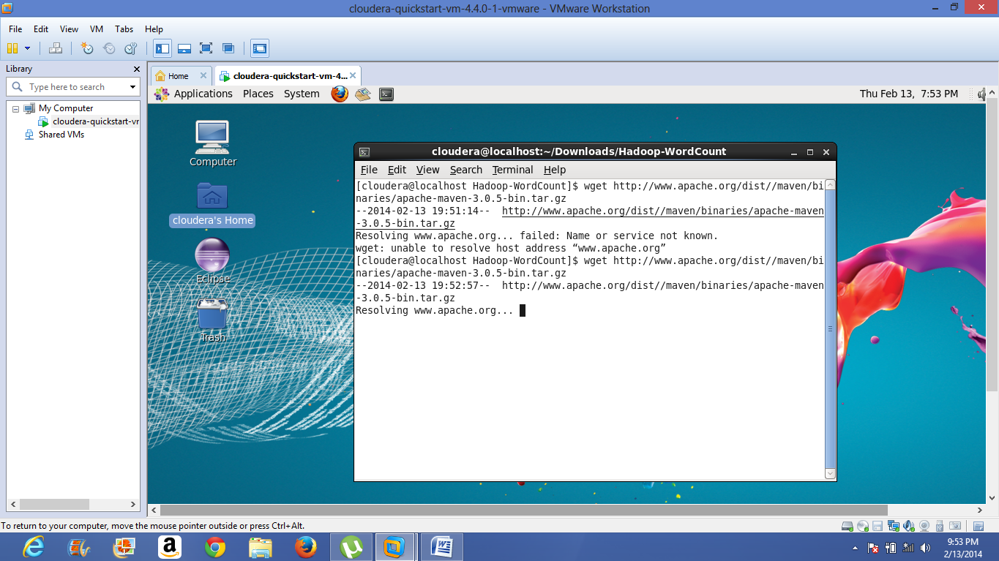 cloudera-quickstart-vm-4.4.0-1-vmware - VMware Workstation
File Edit View VM Tabs Help
Library
Type here to search
My Computer
cloudera-quickstart-vr
Shared VMs
Home
cloudera-quickstart-vm-4...
Applications Places System
Thu Feb 13, 7:53 PM
Computer
cloudera's Home
Eclipse
Trash
cloudera@localhost:~/Downloads/Hadoop-WordCount
File Edit View Search Terminal Help
[cloudera@localhost Hadoop-WordCount]$ wget http://www.apache.org/dist//maven/bi
naries/apache-maven-3.0.5-bin.tar.gz
--2014-02-13 19:51:14-- http://www.apache.org/dist//maven/binaries/apache-maven
-3.0.5-bin.tar.gz
Resolving www.apache.org... failed: Name or service not known.
wget: unable to resolve host address “www.apache.org”
[cloudera@localhost Hadoop-WordCount]$ wget http://www.apache.org/dist//maven/bi
naries/apache-maven-3.0.5-bin.tar.gz
--2014-02-13 19:52:57-- http://www.apache.org/dist//maven/binaries/apache-maven
-3.0.5-bin.tar.gz
Resolving www.apache.org...
To return to your computer, move the mouse pointer outside or press Ctrl+Alt.
9:53 PM
2/13/2014